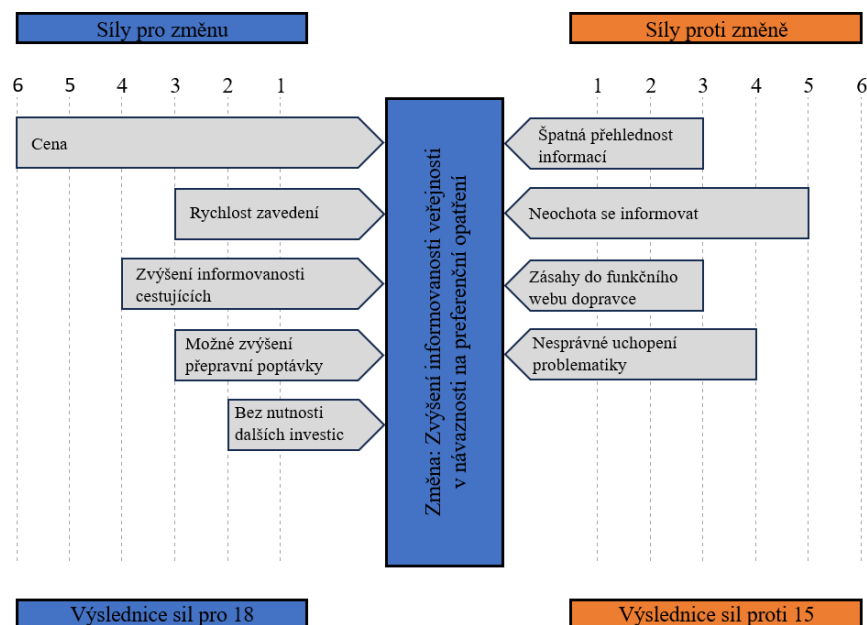 Síly pro změnu
Síly proti změně
6 5 4 3 2 1
1 2 3 4 5 6
Cena
Rychlost zavedení
Zvýšení informovanosti
cestujících
Možné zvýšení
přepravní poptávky
Bez nutnosti
dalších investic
Změna: Zvýšení informovanosti veřejnosti
v návaznosti na preferenční opatření
Špatná přehlednost
informací
Neochota se informovat
Zásahy do funkčního
webu dopravce
Nesprávné uchopení
problematiky
Výslednice sil pro 18
Výslednice sil proti 15